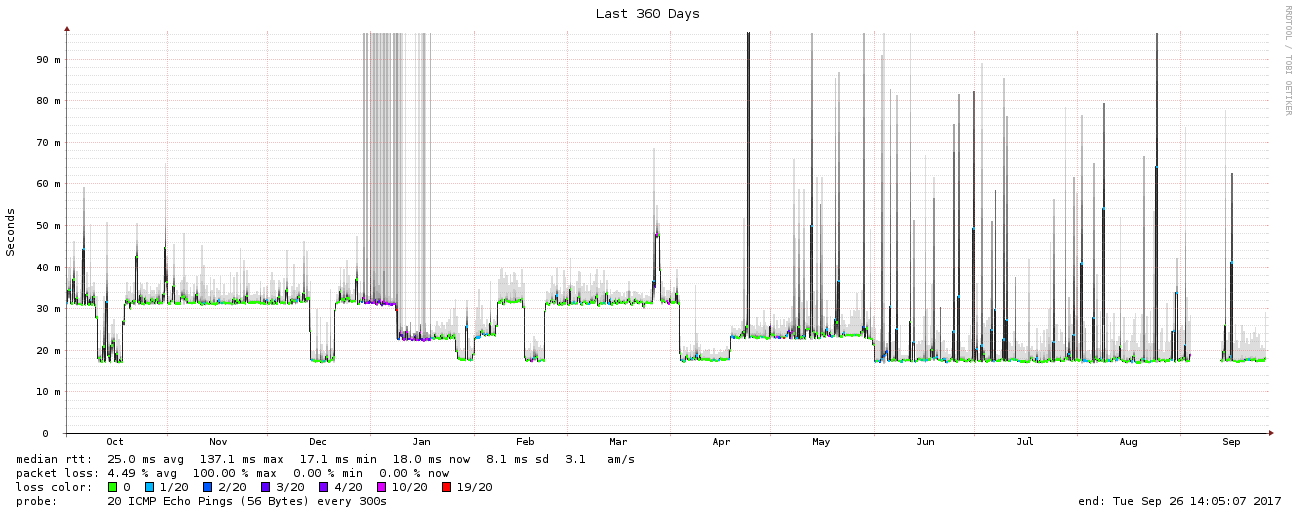 Last 360 Days
RRDTOOL / TOBI OETIKER
Seconds
90 m
80 m
70 m
60 m
50 m
40 m
30 m
20 m
10 m
0
Oct Nov Dec Jan Feb Mar Apr May Jun Jul Aug Sep
median rtt: 25.0 ms avg 137.1 ms max 17.1 ms min 18.0 ms now 8.1 ms sd 3.1 am/s
packet loss: 4.49 % avg 100.00 % max 0.00 % min 0.00 % now
loss color: 0 1/20 2/20 3/20 4/20 10/20 19/20
probe: 20 ICMP Echo Pings (56 Bytes) every 300s end: Tue Sep 26 14:05:07 2017